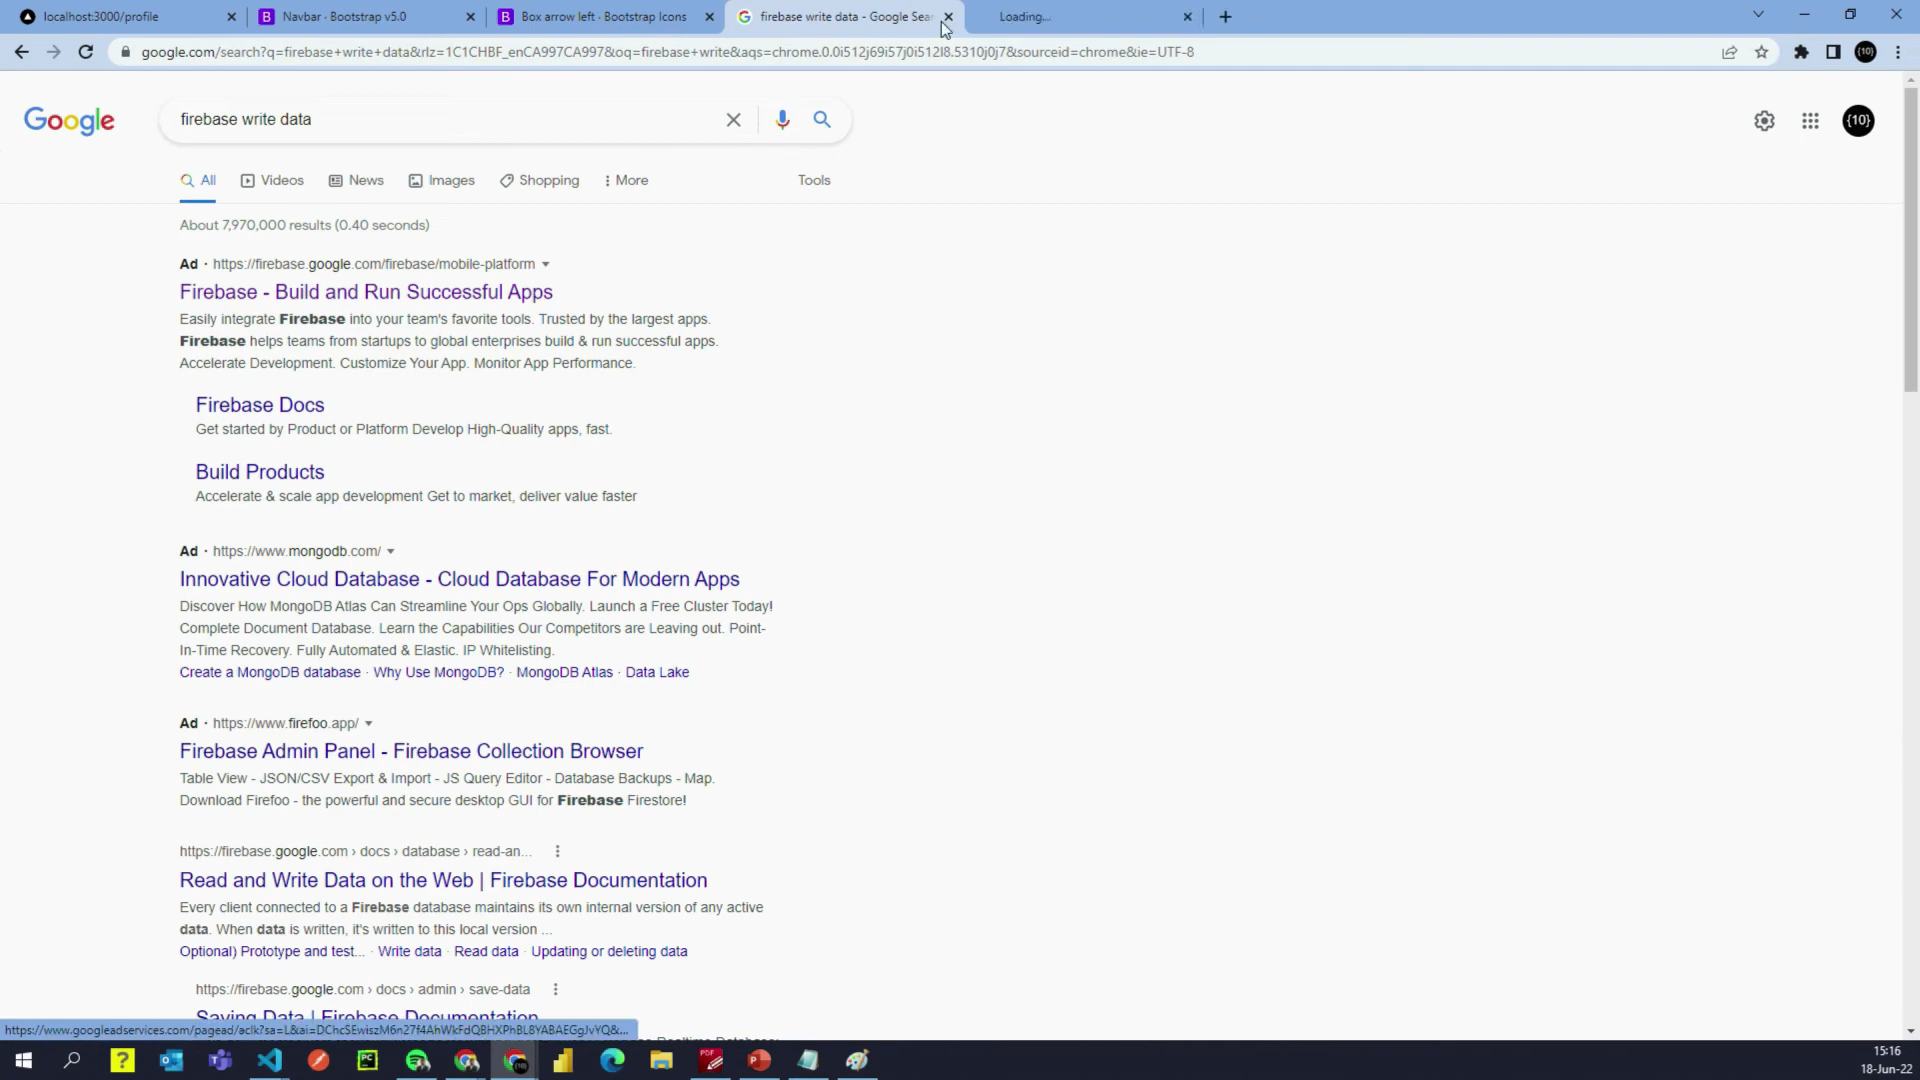 localhost:3000/profile
Navbar · Bootstrap v5.0
Box arrow left · Bootstrap Icons
firebase write data - Google Sear
Loading...
google.com/search?q=firebase+write+data&rlz=1C1CHBF_enCA997CA997&oq=firebase+write&aqs=chrome.0.0i512j69i57j0i512l8.5310j0j7&sourceid=chrome&ie=UTF-8
{10}
Google
firebase write data
{10}
All
Videos
News
Images
Shopping
More
Tools
About 7,970,000 results (0.40 seconds)
Ad · https://firebase.google.com/firebase/mobile-platform
Firebase - Build and Run Successful Apps
Easily integrate Firebase into your team's favorite tools. Trusted by the largest apps.
Firebase helps teams from startups to global enterprises build & run successful apps.
Accelerate Development. Customize Your App. Monitor App Performance.
Firebase Docs
Get started by Product or Platform Develop High-Quality apps, fast.
Build Products
Accelerate & scale app development Get to market, deliver value faster
Ad · https://www.mongodb.com/
Innovative Cloud Database - Cloud Database For Modern Apps
Discover How MongoDB Atlas Can Streamline Your Ops Globally. Launch a Free Cluster Today!
Complete Document Database. Learn the Capabilities Our Competitors are Leaving out. Point-
In-Time Recovery. Fully Automated & Elastic. IP Whitelisting.
Create a MongoDB database · Why Use MongoDB? · MongoDB Atlas · Data Lake
Ad · https://www.firefoo.app/
Firebase Admin Panel - Firebase Collection Browser
Table View - JSON/CSV Export & Import - JS Query Editor - Database Backups - Map.
Download Firefoo - the powerful and secure desktop GUI for Firebase Firestore!
https://firebase.google.com › docs › database › read-an...
Read and Write Data on the Web | Firebase Documentation
Every client connected to a Firebase database maintains its own internal version of any active
data. When data is written, it's written to this local version ...
Optional) Prototype and test... · Write data · Read data · Updating or deleting data
https://firebase.google.com › docs › admin › save-data
Saving Data | Firebase Documentation
15:16
18-Jun-22